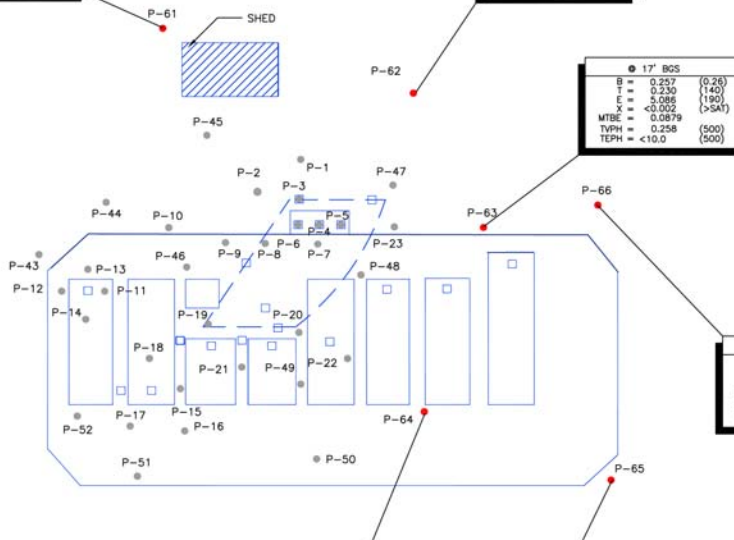 P-61
SHED
P-62
⊕ 17' BGS
B = 0.257 (0.26)
T = 0.230 (140)
E = 5.086 (190)
X = <0.002 (>SAT)
MTBE = 0.0879
TVPH = 0.258 (500)
TEPH = <10.0 (500)
P-45
P-1
P-2
P-47
P-3
P-66
P-44
P-10
P-5
P-63
P-4
P-23
P-9
P-8
P-6
P-7
P-43
P-46
P-13
P-48
P-12
P-11
P-14
P-19
P-20
P-18
P-21
P-49
P-22
P-15
P-64
P-52
P-17
P-16
P-50
P-51
P-65